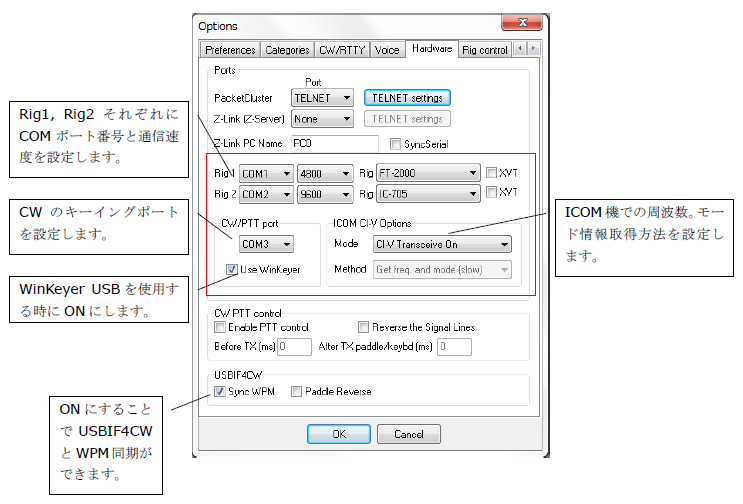 Options
Preferences Categories CW/RTTY Voice Hardware Rig control
Ports
Port
PacketCluster TELNET TELNET settings
Z-Link (Z-Server) None TELNET settings
Z-Link PC Name PC0 SyncSerial
Rig 1 COM1 4800 Rig FT-2000 XVT
Rig 2 COM2 9600 Rig IC-705 XVT
CW/PTT port
COM3
Use WinKeyer
ICOM CI-V Options
Mode CI-V Transceive On
Method Get freq. and mode (slow)
CW PTT control
Enable PTT control Reverse the Signal Lines
Before TX (ms) 0 After TX paddle/keybd (ms) 0
USBIF4CW
Sync WPM Paddle Reverse
OK Cancel
Rig1, Rig2 それぞれに
COM ポート番号と通信速
度を設定します。
CW のキーイングポート
を設定します。
WinKeyer USB を使用す
る時に ON にします。
ON にすること
で USBIF4CW
と WPM 同期が
できます。
ICOM 機での周波数。モー
ド情報取得方法を設定し
ます。